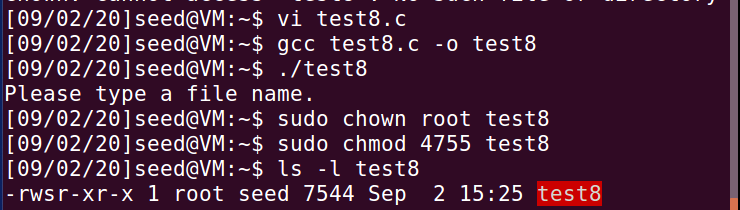 [09/02/20]seed@VM:~$ vi test8.c
[09/02/20]seed@VM:~$ gcc test8.c -o test8
[09/02/20]seed@VM:~$ ./test8
Please type a file name.
[09/02/20]seed@VM:~$ sudo chown root test8
[09/02/20]seed@VM:~$ sudo chmod 4755 test8
[09/02/20]seed@VM:~$ ls -l test8
-rwsr-xr-x 1 root seed 7544 Sep  2 15:25 test8